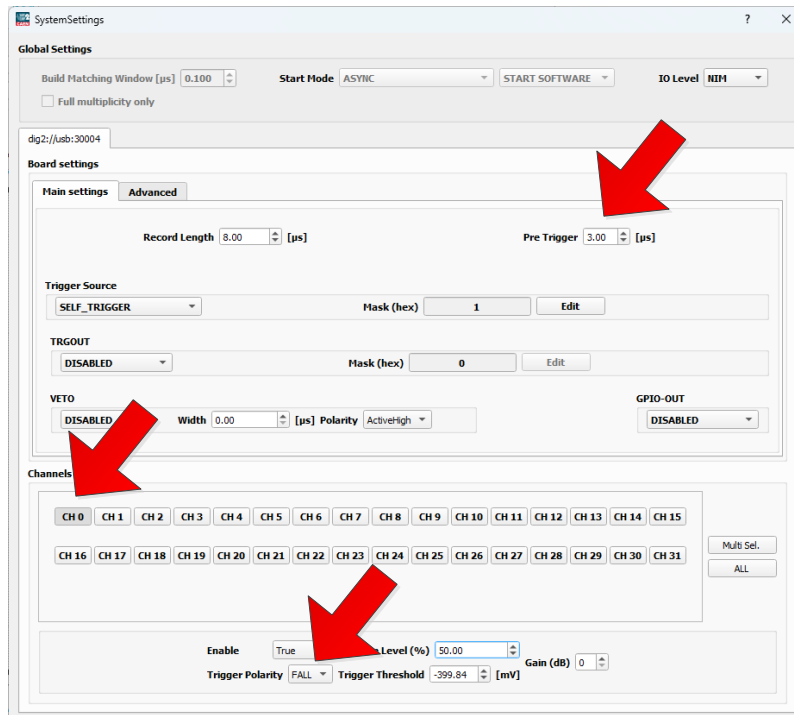 SystemSettings ? ×
Global Settings
Build Matching Window [µs] 0.100 Start Mode ASYNC START SOFTWARE IO Level NIM
Full multiplicity only
dig2://usb:30004
Board settings
Main settings Advanced
Record Length 8.00 [µs] Pre Trigger 3.00 [µs]
Trigger Source
SELF_TRIGGER Mask (hex) 1 Edit
TRGOUT
DISABLED Mask (hex) 0 Edit
VETO GPIO-OUT
DISABLED Width 0.00 [µs] Polarity ActiveHigh DISABLED
Channels
CH 0 CH 1 CH 2 CH 3 CH 4 CH 5 CH 6 CH 7 CH 8 CH 9 CH 10 CH 11 CH 12 CH 13 CH 14 CH 15
CH 16 CH 17 CH 18 CH 19 CH 20 CH 21 CH 22 CH 23 CH 24 CH 25 CH 26 CH 27 CH 28 CH 29 CH 30 CH 31
Multi Sel.
ALL
Enable True Level (%) 50.00
Gain (dB) 0
Trigger Polarity FALL Trigger Threshold -399.84 [mV]